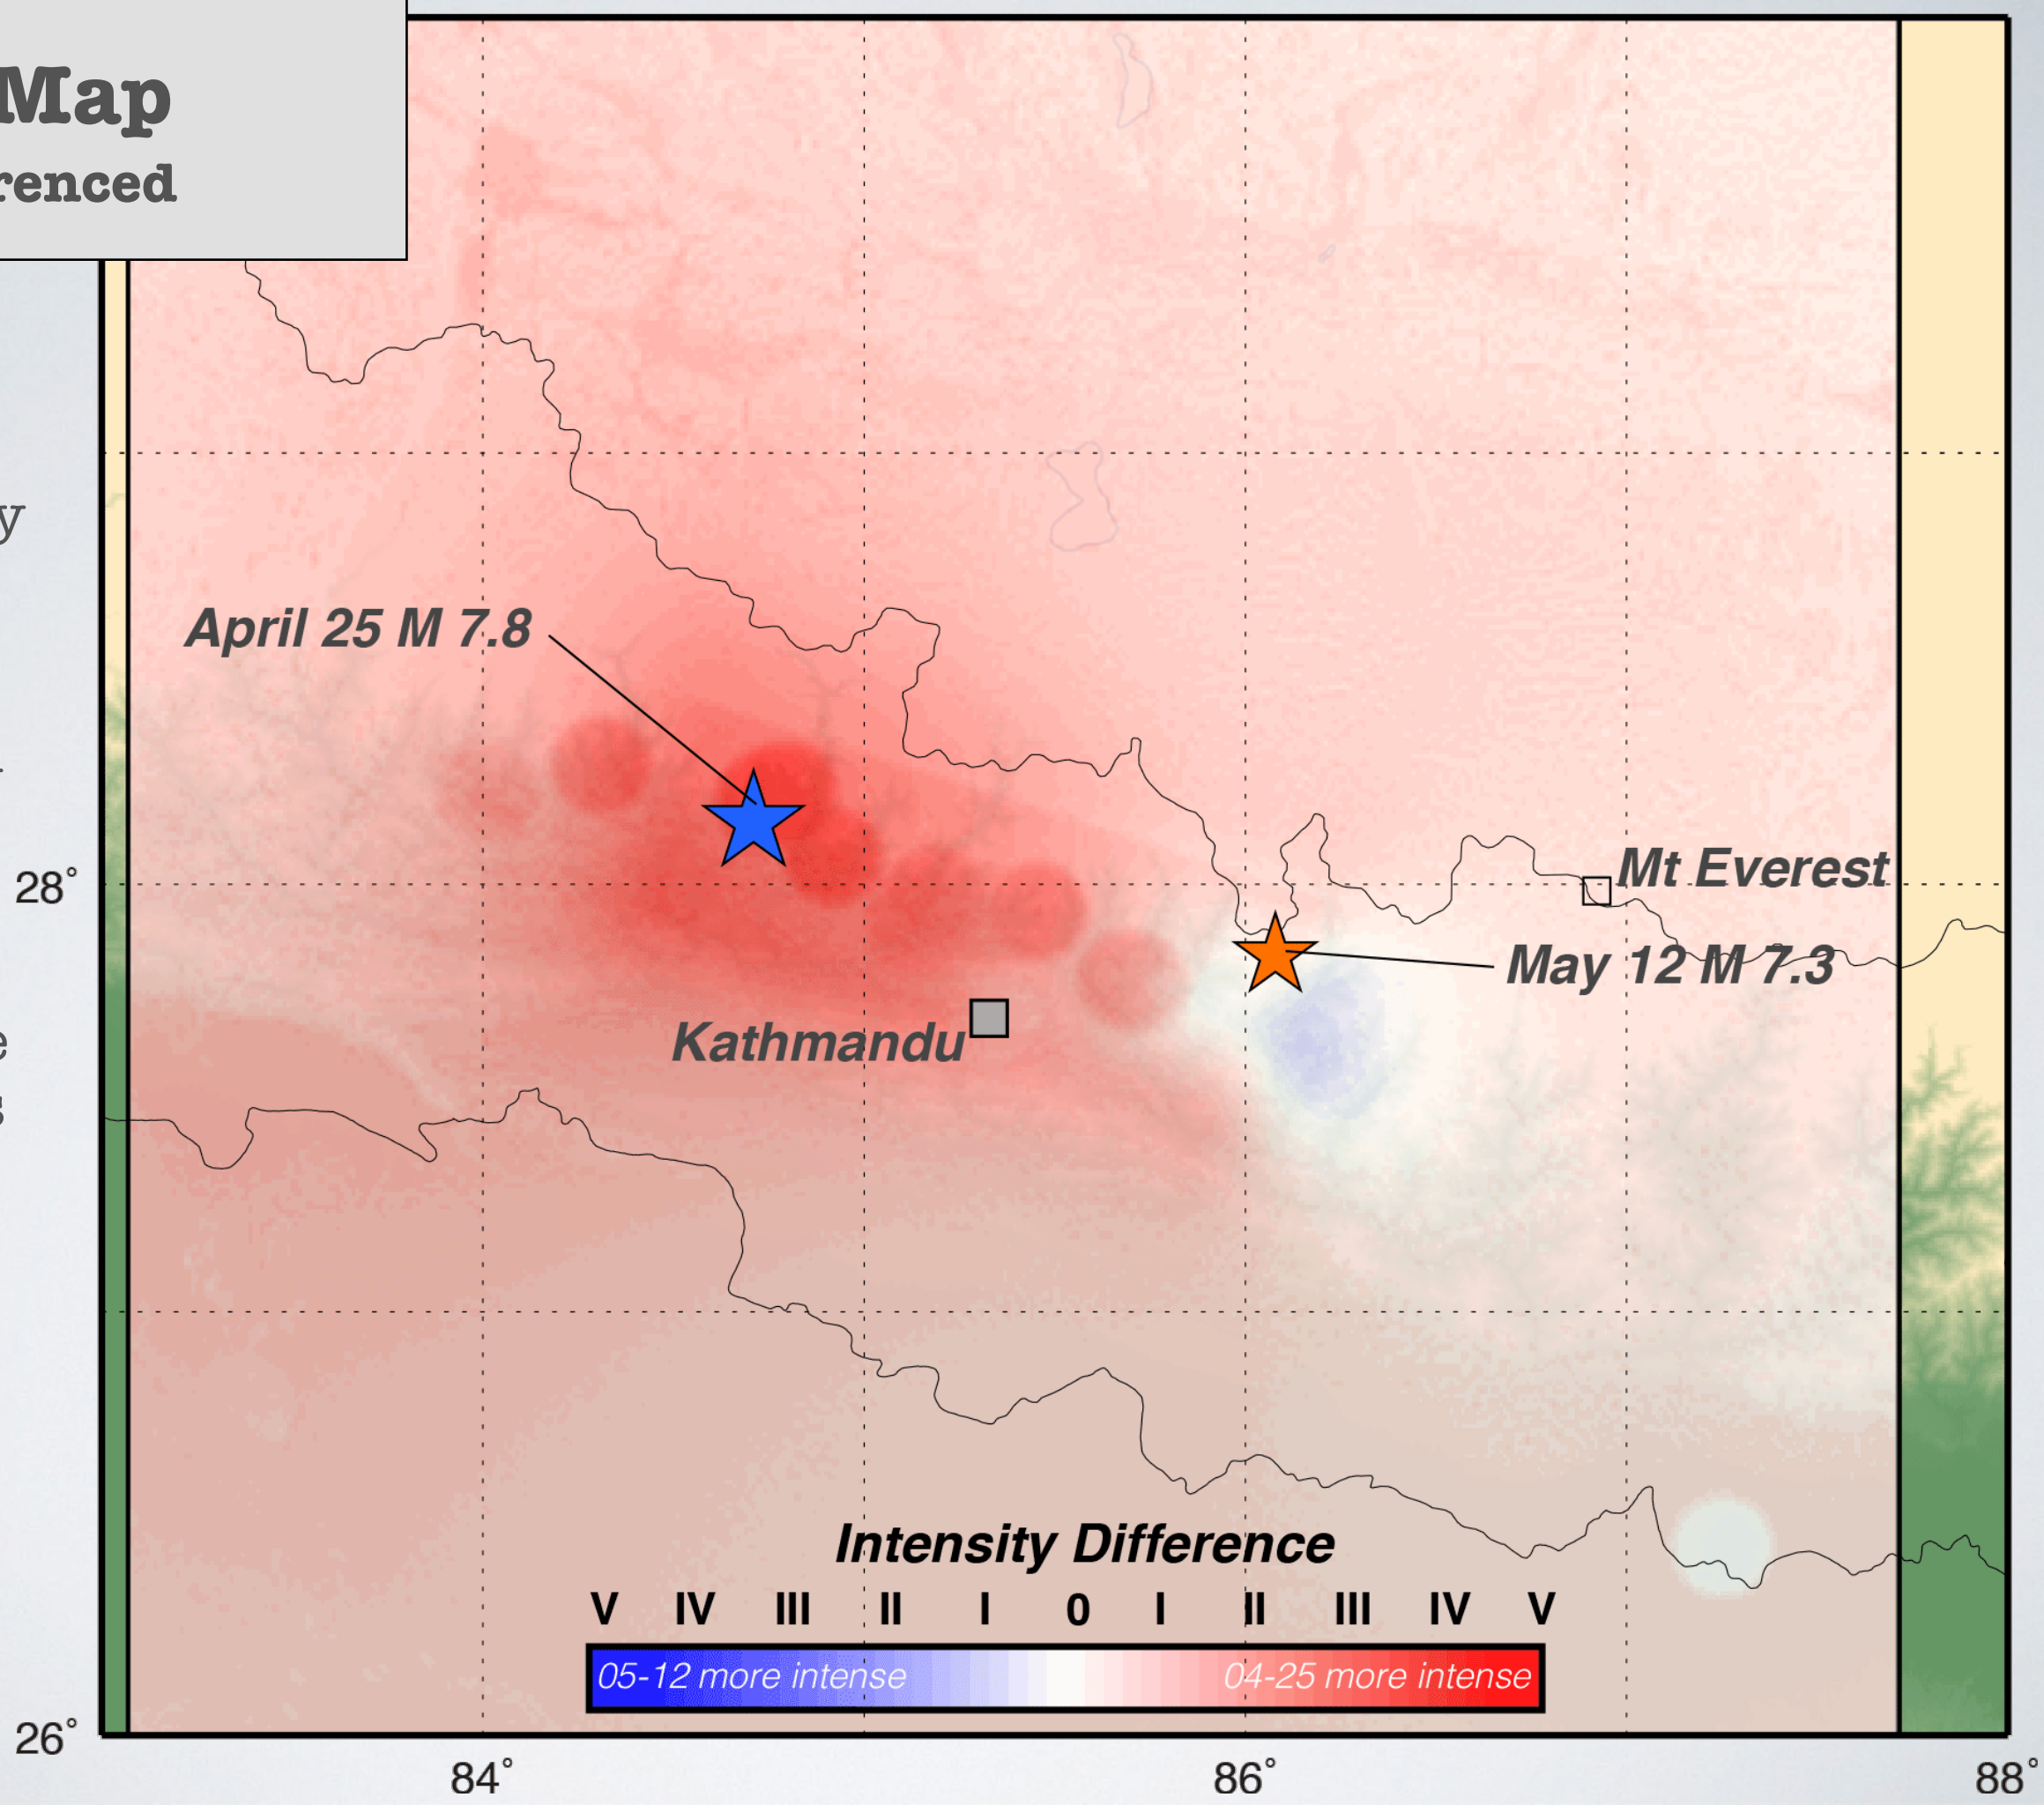 Map
renced
y
April 25 M 7.8
28°
Mt Everest
May 12 M 7.3
Kathmandu
e
s
Intensity Difference
V IV III II I 0 I II III IV V
05-12 more intense 04-25 more intense
26°
84° 86° 88°